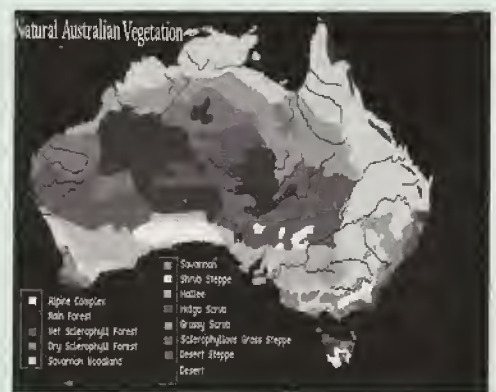 Natural Australian Vegetation
Alpine Complex
Rain Forest
Wet Sclerophyll Forest
Dry Sclerophyll Forest
Savannah Woodland
Savannah
Shrub Steppe
Mallee
Mulga Scrub
Grassy Scrub
Sclerophyllous Grass Steppe
Desert Steppe
Desert